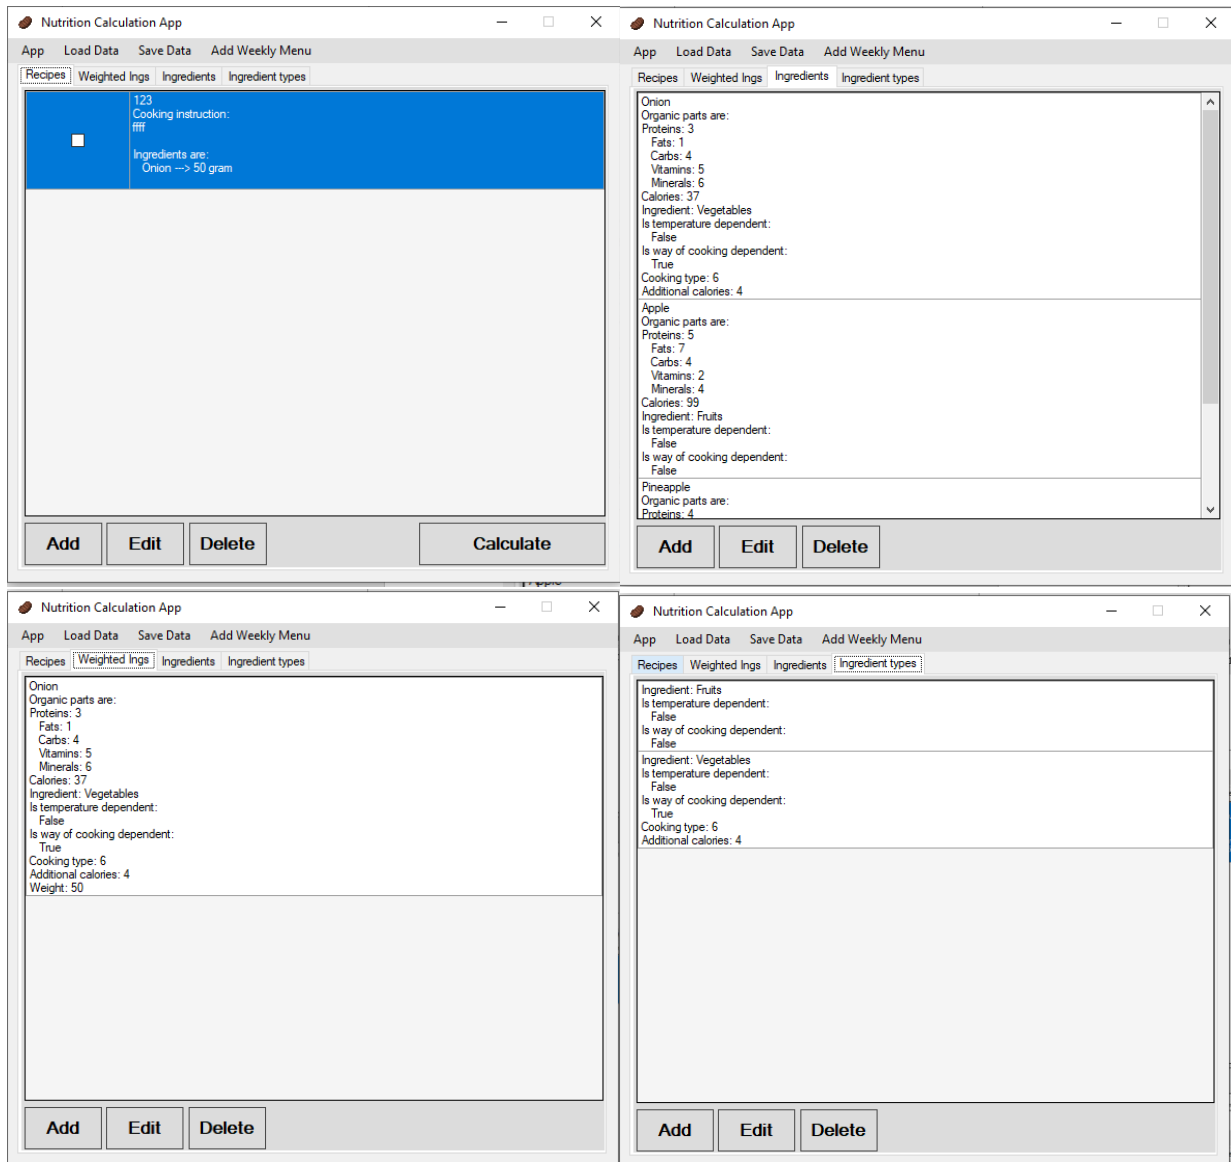 Nutrition Calculation App
App Load Data Save Data Add Weekly Menu
Recipes Weighted Ings Ingredients Ingredient types
123
Cooking instruction:
ffff
Ingredients are:
Onion ---> 50 gram
Add Edit Delete Calculate
Nutrition Calculation App
App Load Data Save Data Add Weekly Menu
Recipes Weighted Ings Ingredients Ingredient types
Onion
Organic parts are:
Proteins: 3
Fats: 1
Carbs: 4
Vitamins: 5
Minerals: 6
Calories: 37
Ingredient: Vegetables
Is temperature dependent:
False
Is way of cooking dependent:
True
Cooking type: 6
Additional calories: 4
Apple
Organic parts are:
Proteins: 5
Fats: 7
Carbs: 4
Vitamins: 2
Minerals: 4
Calories: 99
Ingredient: Fruits
Is temperature dependent:
False
Is way of cooking dependent:
False
Pineapple
Organic parts are:
Proteins: 4
Add Edit Delete
Nutrition Calculation App
App Load Data Save Data Add Weekly Menu
Recipes Weighted Ings Ingredients Ingredient types
Onion
Organic parts are:
Proteins: 3
Fats: 1
Carbs: 4
Vitamins: 5
Minerals: 6
Calories: 37
Ingredient: Vegetables
Is temperature dependent:
False
Is way of cooking dependent:
True
Cooking type: 6
Additional calories: 4
Weight: 50
Add Edit Delete
Nutrition Calculation App
App Load Data Save Data Add Weekly Menu
Recipes Weighted Ings Ingredients Ingredient types
Ingredient: Fruits
Is temperature dependent:
False
Is way of cooking dependent:
False
Ingredient: Vegetables
Is temperature dependent:
False
Is way of cooking dependent:
True
Cooking type: 6
Additional calories: 4
Add Edit Delete